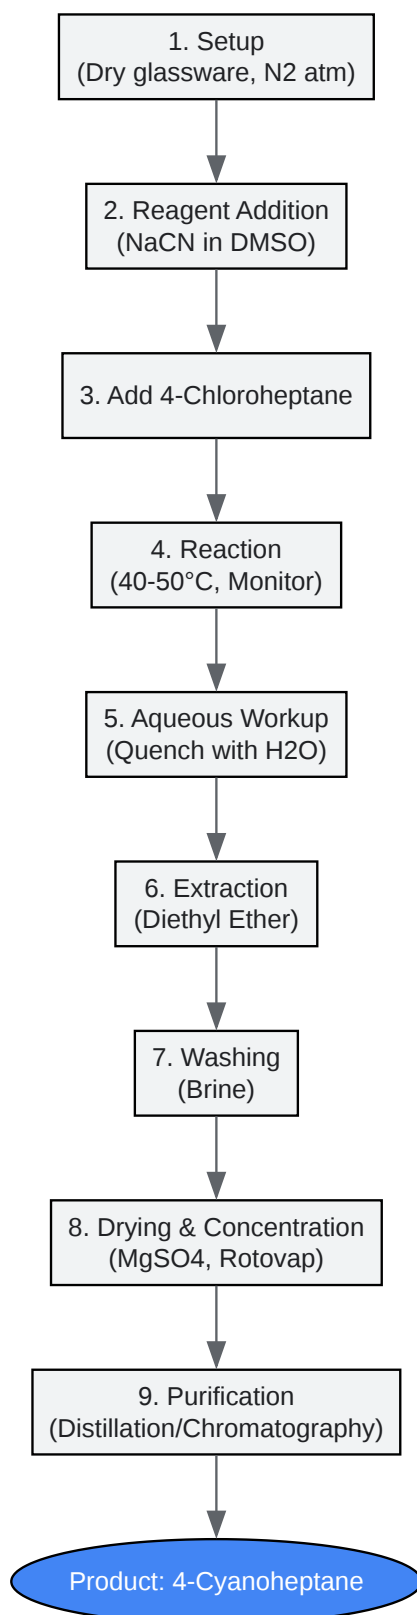 1. Setup
(Dry glassware, N2 atm)
2. Reagent Addition
(NaCN in DMSO)
3. Add 4-Chloroheptane
4. Reaction
(40-50°C, Monitor)
5. Aqueous Workup
(Quench with H2O)
6. Extraction
(Diethyl Ether)
7. Washing
(Brine)
8. Drying & Concentration
(MgSO4, Rotovap)
9. Purification
(Distillation/Chromatography)
Product: 4-Cyanoheptane